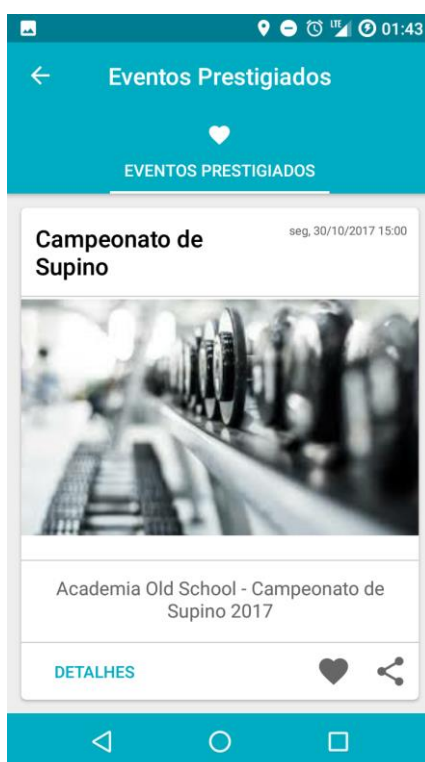 LTE 01:43
Eventos Prestigiados
EVENTOS PRESTIGIADOS
Campeonato de
Supino
seg, 30/10/2017 15:00
Academia Old School - Campeonato de
Supino 2017
DETALHES